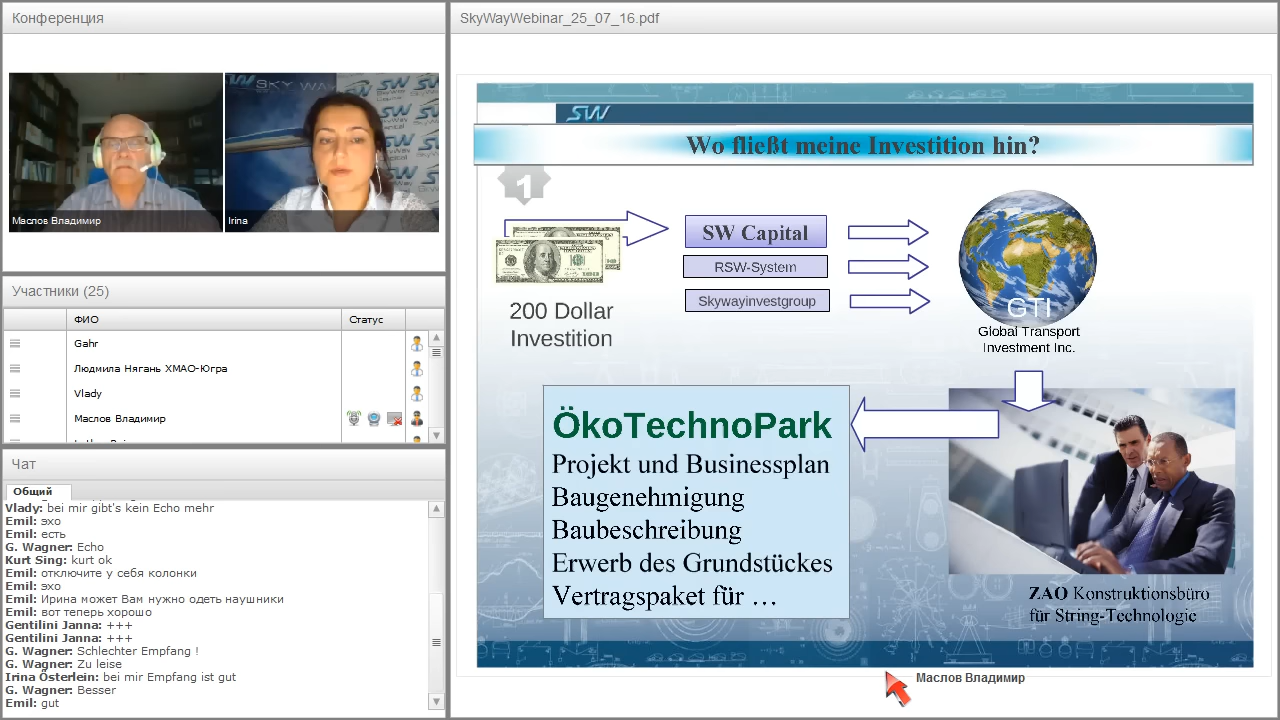 Конференция
SW SKY WAY
Маслов Владимир
Irina
Участники (25)
ФИО
Статус
Gahr
Людмила Нягань ХМАО-Югра
Vlady
Маслов Владимир
Чат
Общий
Vlady: bei mir gibt's kein Echo mehr
Emil: эхо
Emil: есть
G. Wagner: Echo
Kurt Sing: kurt ok
Emil: отключите у себя колонки
Emil: эхо
Emil: Ирина может Вам нужно одеть наушники
Emil: вот теперь хорошо
Gentilini Janna: +++
Gentilini Janna: +++
G. Wagner: Schlechter Empfang !
G. Wagner: Zu leise
Irina Österlein: bei mir Empfang ist gut
G. Wagner: Besser
Emil: gut
SkyWayWebinar_25_07_16.pdf
SW
Wo fließt meine Investition hin?
1
200 Dollar
Investition
SW Capital
RSW-System
Skywayinvestgroup
GTI
Global Transport
Investment Inc.
ÖkoTechnoPark
Projekt und Businessplan
Baugenehmigung
Baubeschreibung
Erwerb des Grundstückes
Vertragspaket für …
ZAO Konstruktionsbüro
für String-Technologie
Маслов Владимир